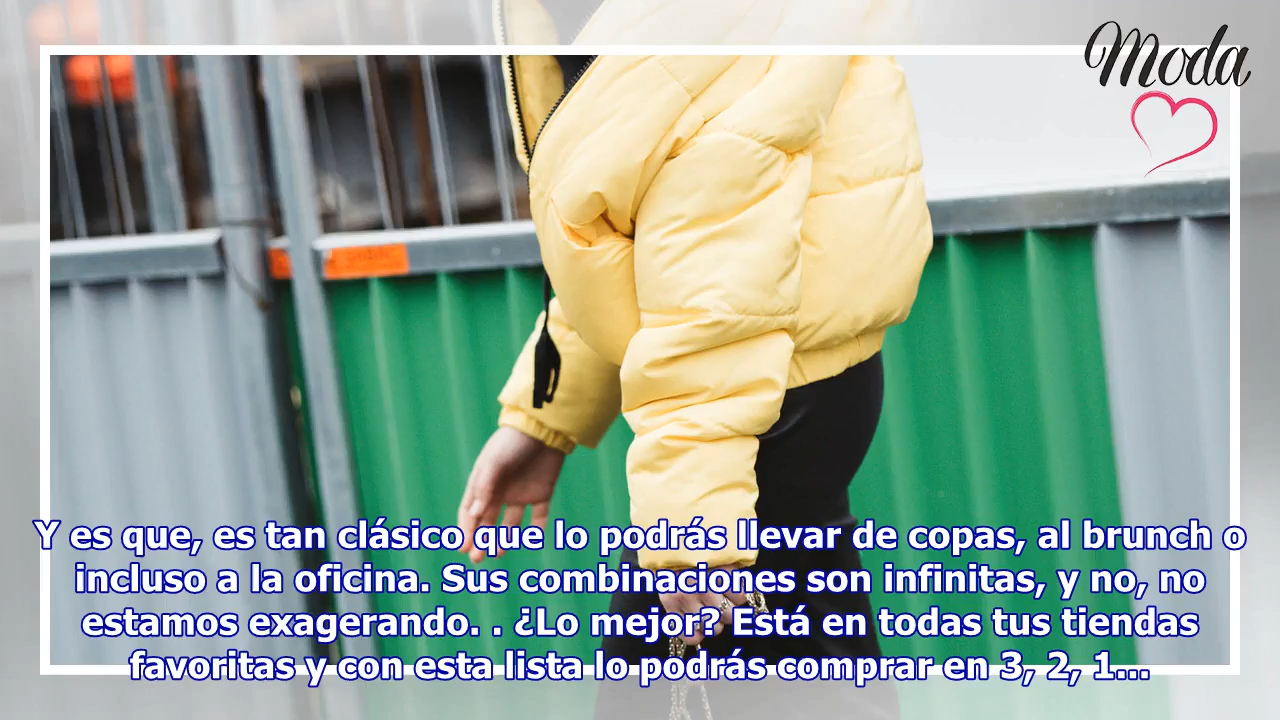 Moda
Y es que, es tan clásico que lo podrás llevar de copas, al brunch o
incluso a la oficina. Sus combinaciones son infinitas, y no, no
estamos exagerando. . ¿Lo mejor? Está en todas tus tiendas
favoritas y con esta lista lo podrás comprar en 3, 2, 1...